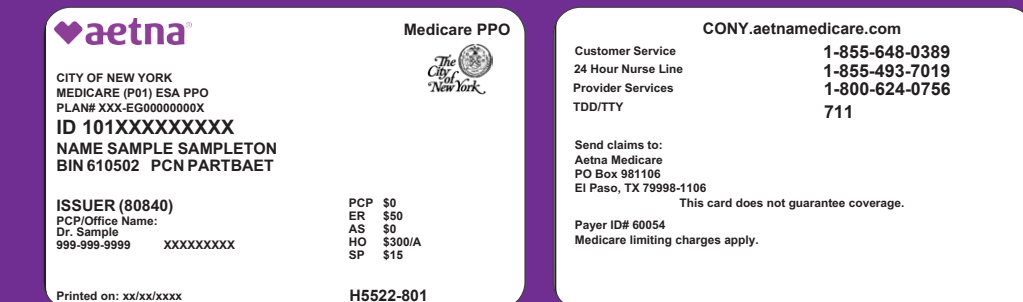 aetna®
Medicare PPO
The
City
of
New York
CITY OF NEW YORK
MEDICARE (P01) ESA PPO
PLAN# XXX-EG00000000X
ID 101XXXXXXXXX
NAME SAMPLE SAMPLETON
BIN 610502 PCN PARTBAET
ISSUER (80840)
PCP/Office Name:
Dr. Sample
999-999-9999 XXXXXXXXX
PCP $0
ER $50
AS $0
HO $300/A
SP $15
Printed on: xx/xx/xxxx
H5522-801
CONY.aetnamedicare.com
Customer Service 1-855-648-0389
24 Hour Nurse Line 1-855-493-7019
Provider Services 1-800-624-0756
TDD/TTY 711
Send claims to:
Aetna Medicare
PO Box 981106
El Paso, TX 79998-1106
This card does not guarantee coverage.
Payer ID# 60054
Medicare limiting charges apply.